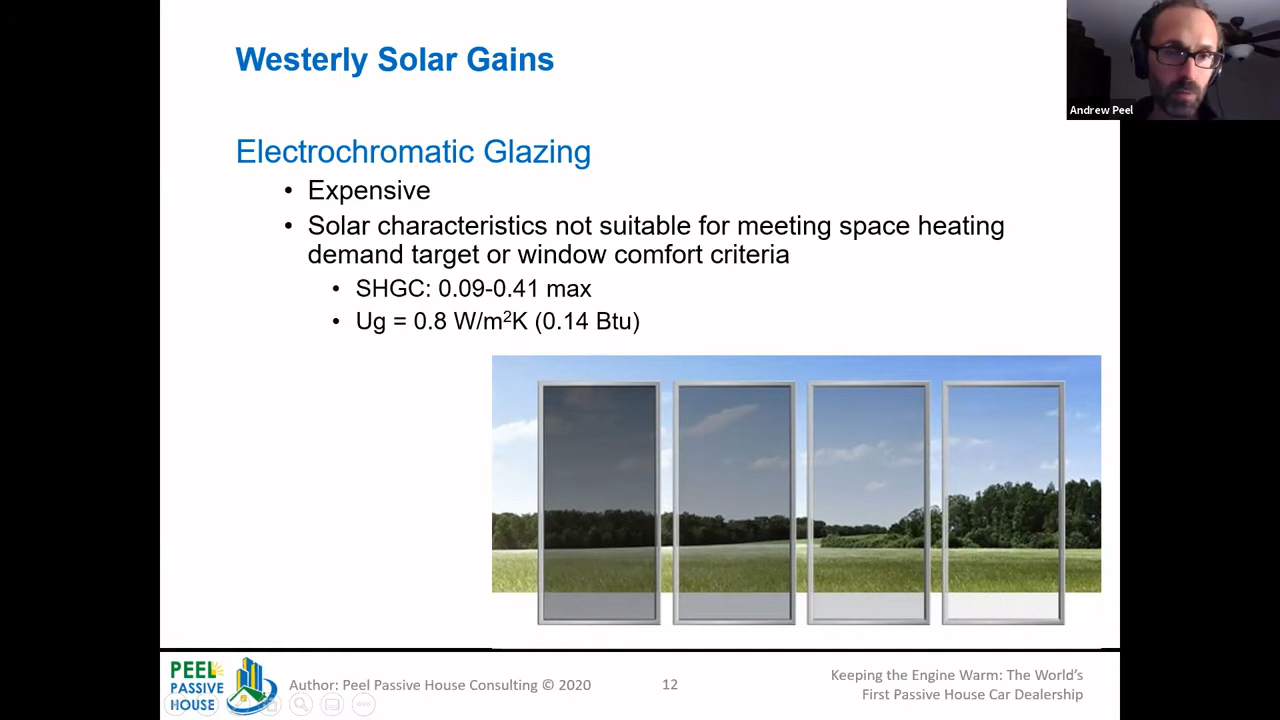 Westerly Solar Gains
Andrew Peel
Electrochromatic Glazing
• Expensive
• Solar characteristics not suitable for meeting space heating
demand target or window comfort criteria
• SHGC: 0.09-0.41 max
• Ug = 0.8 W/m²K (0.14 Btu)
PEEL
PASSIVE
HOUSE
Author: Peel Passive House Consulting © 2020
12
Keeping the Engine Warm: The World's
First Passive House Car Dealership